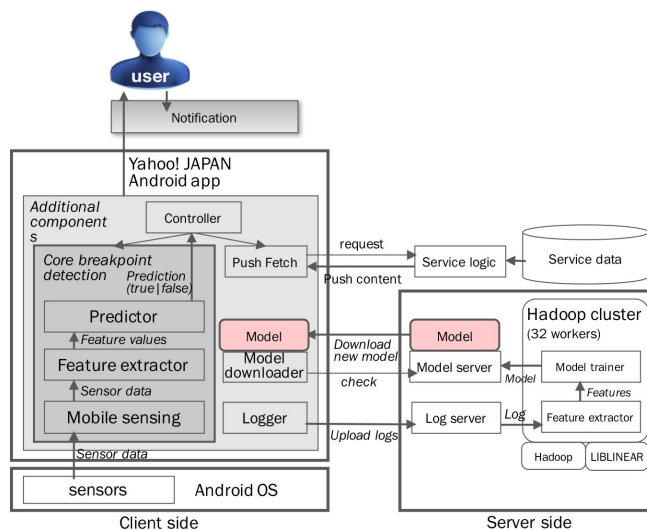 user
Notification
Yahoo! JAPAN
Android app
Additional
component
s
Controller
Core breakpoint
detection
Prediction
(true|false)
Push Fetch
request
Push content
Service logic
Service data
Predictor
Feature values
Feature extractor
Sensor data
Mobile sensing
Sensor data
Model
Model
downloader
Logger
Download
new model
check
Upload logs
Model
Model server
Log server
Model
Log
Hadoop cluster
(32 workers)
Model trainer
Features
Feature extractor
Hadoop
LIBLINEAR
sensors
Android OS
Client side
Server side